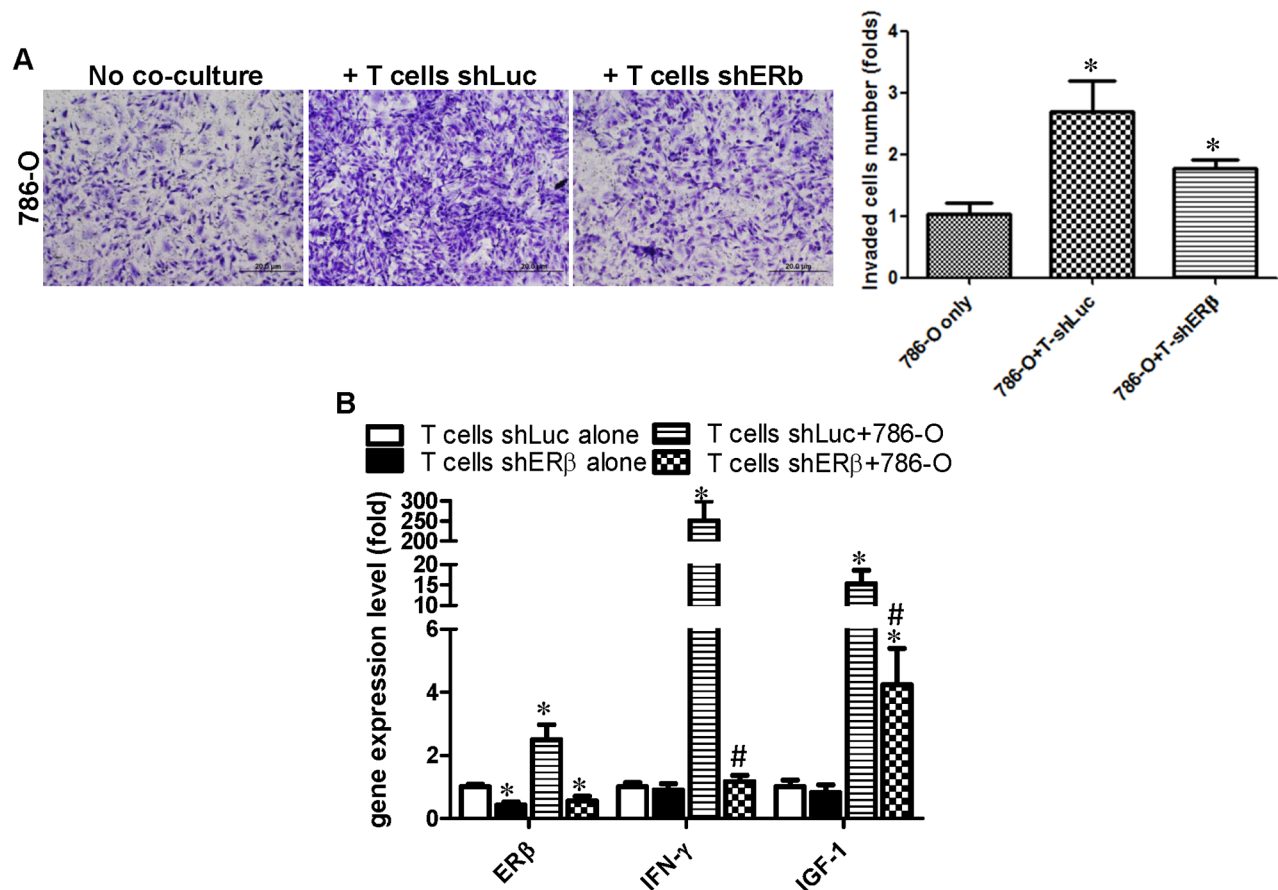 A
No co-culture
+ T cells shLuc
+ T cells shERb
786-O
20.0 µm
20.0 µm
20.0 µm
Invaded cells number (folds)
4
3
2
1
0
*
*
786-O only
786-O+T-shLuc
786-O+T-shERβ
B
T cells shLuc alone
T cells shLuc+786-O
T cells shERβ alone
T cells shERβ+786-O
gene expression level (fold)
300
250
200
20
15
10
6
4
2
0
*
*
*
*
#
*
#
*
ERβ
IFN-γ
IGF-1